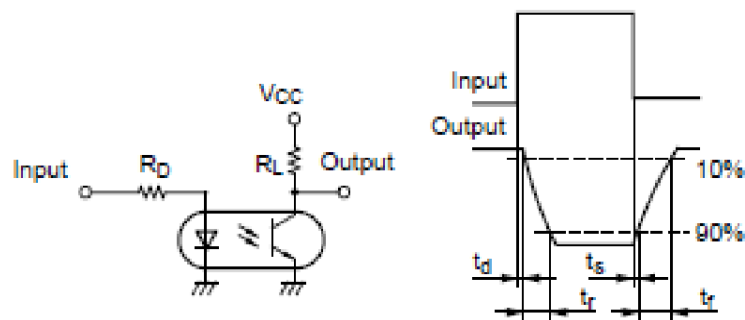 Input
RD
VCC
RL
Output
Input
Output
10%
90%
td
ts
tr
tf